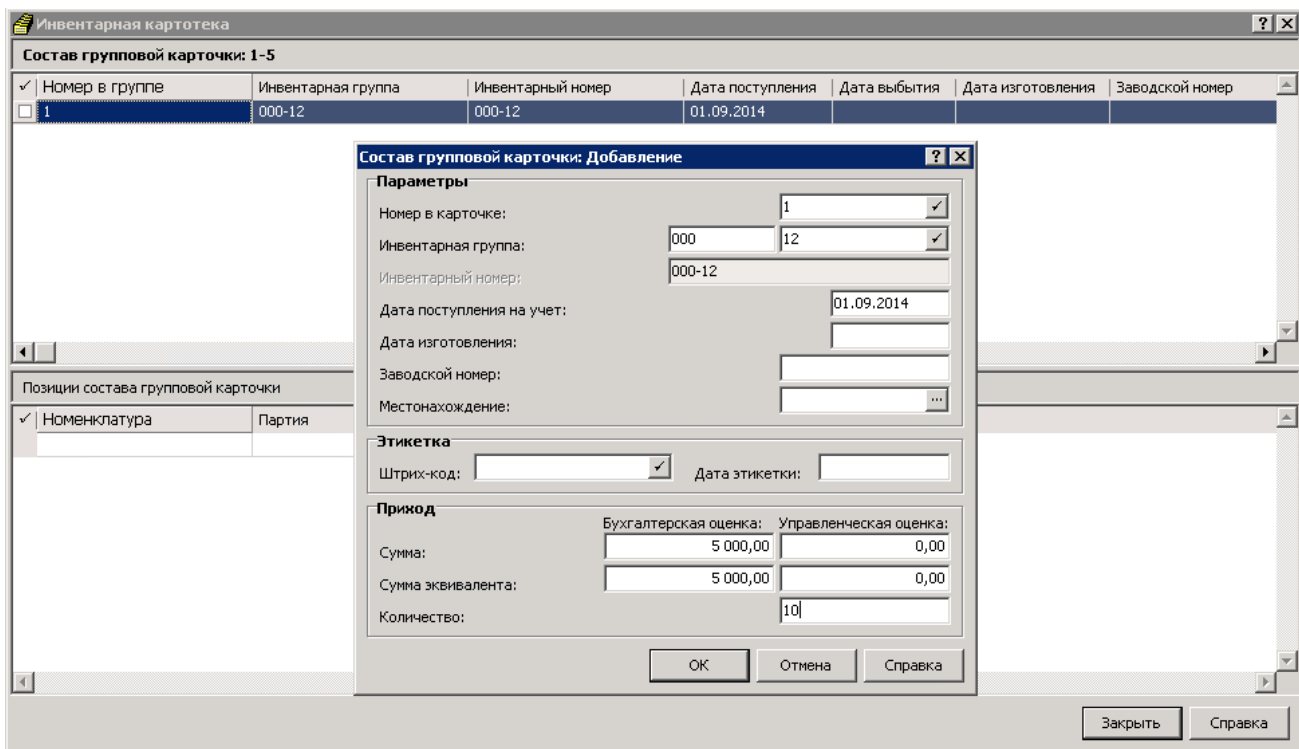 Инвентарная картотека
Состав групповой карточки: 1-5
Номер в группе Инвентарная группа Инвентарный номер Дата поступления Дата выбытия Дата изготовления Заводской номер
1 000-12 000-12 01.09.2014
Состав групповой карточки: Добавление
Параметры
Номер в карточке: 1
Инвентарная группа: 000 12
Инвентарный номер: 000-12
Дата поступления на учет: 01.09.2014
Дата изготовления:
Заводской номер:
Местонахождение: ...
Позиции состава групповой карточки
Номенклатура Партия
Этикетка
Штрих-код: Дата этикетки:
Приход
Бухгалтерская оценка: Управленческая оценка:
Сумма: 5 000,00 0,00
Сумма эквивалента: 5 000,00 0,00
Количество: 10
ОК Отмена Справка
Закрыть Справка